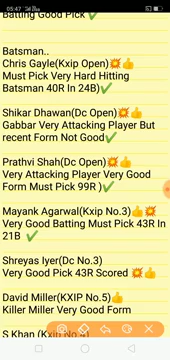 05:47
Batting Good Pick ✔
Batsman..
Chris Gayle(Kxip Open)💥👍
Must Pick Very Hard Hitting
Batsman 40R In 24B)✔
Shikar Dhawan(Dc Open)💥👍
Gabbar Very Attacking Player But
recent Form Not Good✔
Prathvi Shah(Dc Open)👍💥
Very Attacking Player Very Good
Form Must Pick 99R )✔
Mayank Agarwal(Kxip No.3)👍💥
Very Good Batting Must Pick 43R In
21B ✔
Shreyas Iyer(Dc No.3)
Very Good Pick 43R Scored 💥👍
David Miller(KXIP No.5)👍
Killer Miller Very Good Form
S Khan (Kxip No.4)